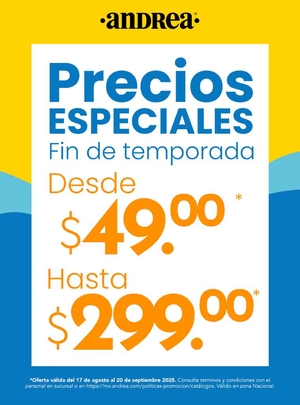 •andrea®
Precios
ESPECIALES
Fin de temporada
Desde
$49.00*
Hasta
$299.00*
*Oferta válida del 17 de agosto al 20 de septiembre 2025. Consulta términos y condiciones con el
personal en sucursal o en https://mx.andrea.com/politicas-promocion/catálogos. Válido en zona Nacional.